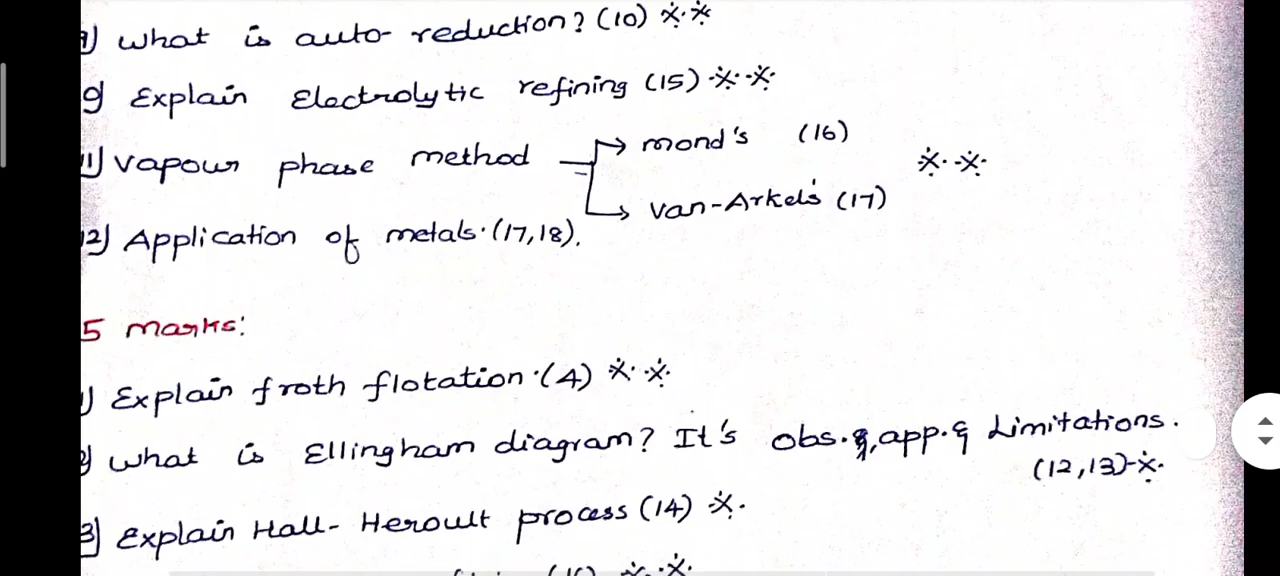 9) What is auto-reduction? (10) ※※
Explain Electrolytic refining (15) ※※
11) Vapour phase method → mond's (16) ※※
→ Van-Arkel's (17)
12) Application of metals. (17,18).
5 marks:
1) Explain froth flotation. (4) ※※
2) What is Ellingham diagram? It's obs. &, app. & Limitations.
(12,13) ※
3) Explain Hall-Heroult process (14) ※